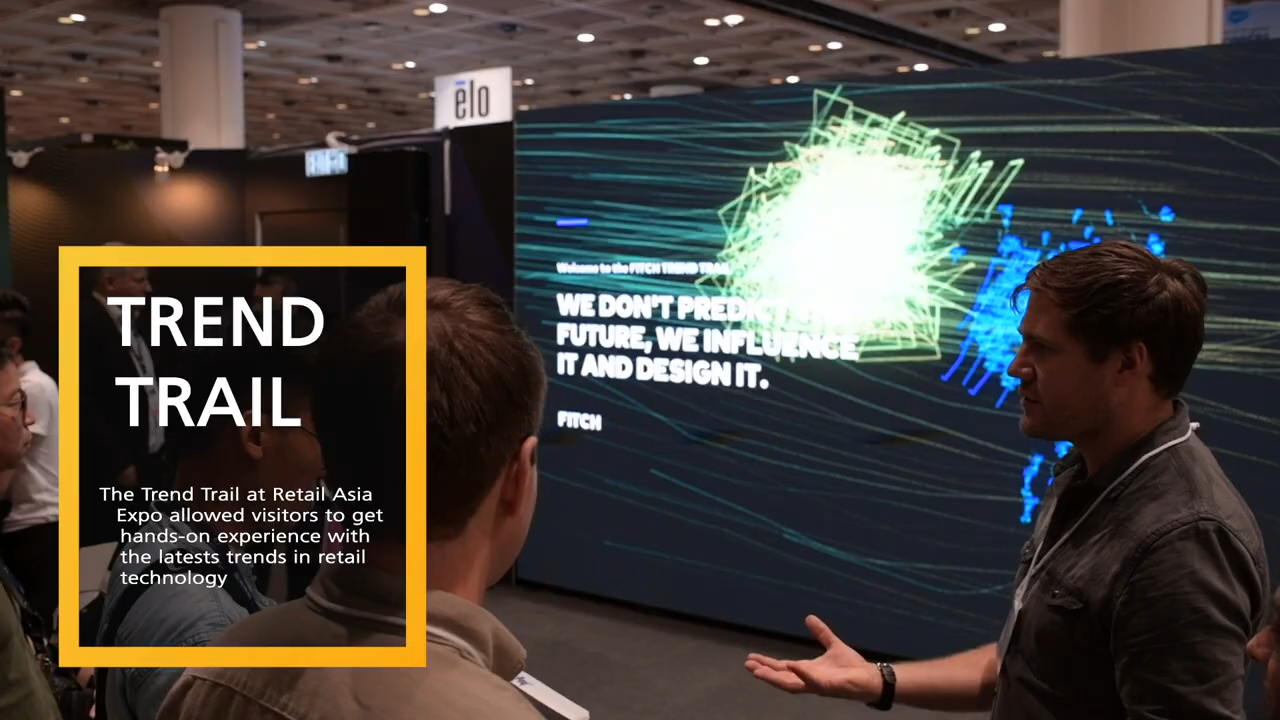 elo
Welcome to the FITCH TREND TRAIL
WE DON'T PREDICT
FUTURE, WE INFLUENCE
IT AND DESIGN IT.
FITCH
TREND
TRAIL
The Trend Trail at Retail Asia
Expo allowed visitors to get
hands-on experience with
the latests trends in retail
technology